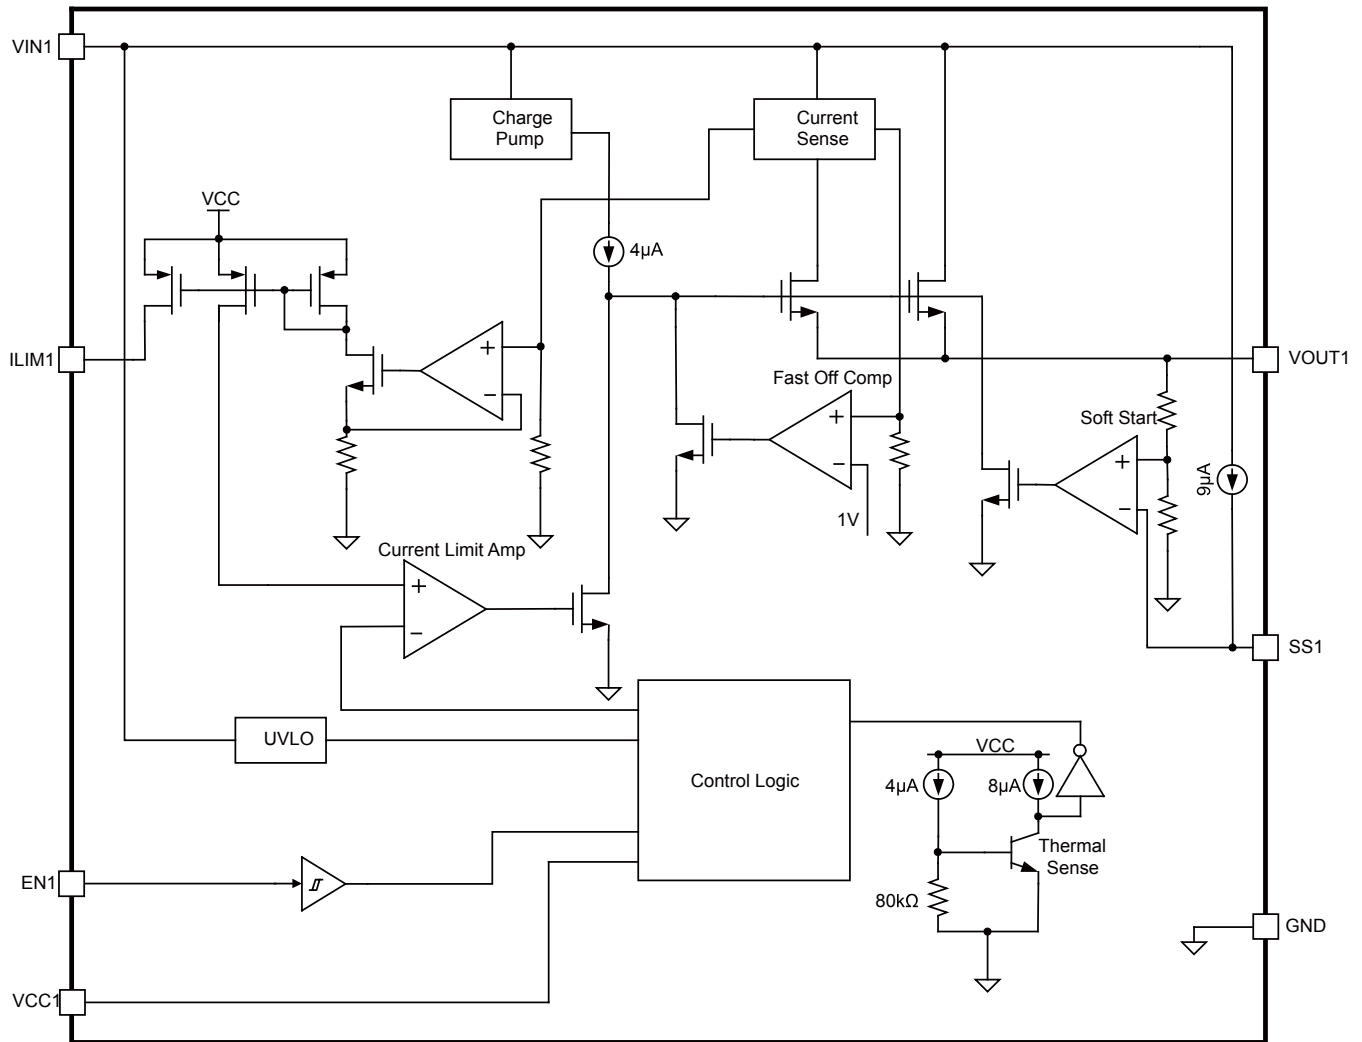 VIN1
Charge
Pump
Current
Sense
VCC
4µA
ILIM1
+
−
VOUT1
Fast Off Comp
+
−
1V
Soft Start
+
−
9µA
Current Limit Amp
+
−
SS1
UVLO
Control Logic
VCC
4µA
8µA
Thermal
Sense
80kΩ
EN1
GND
VCC1